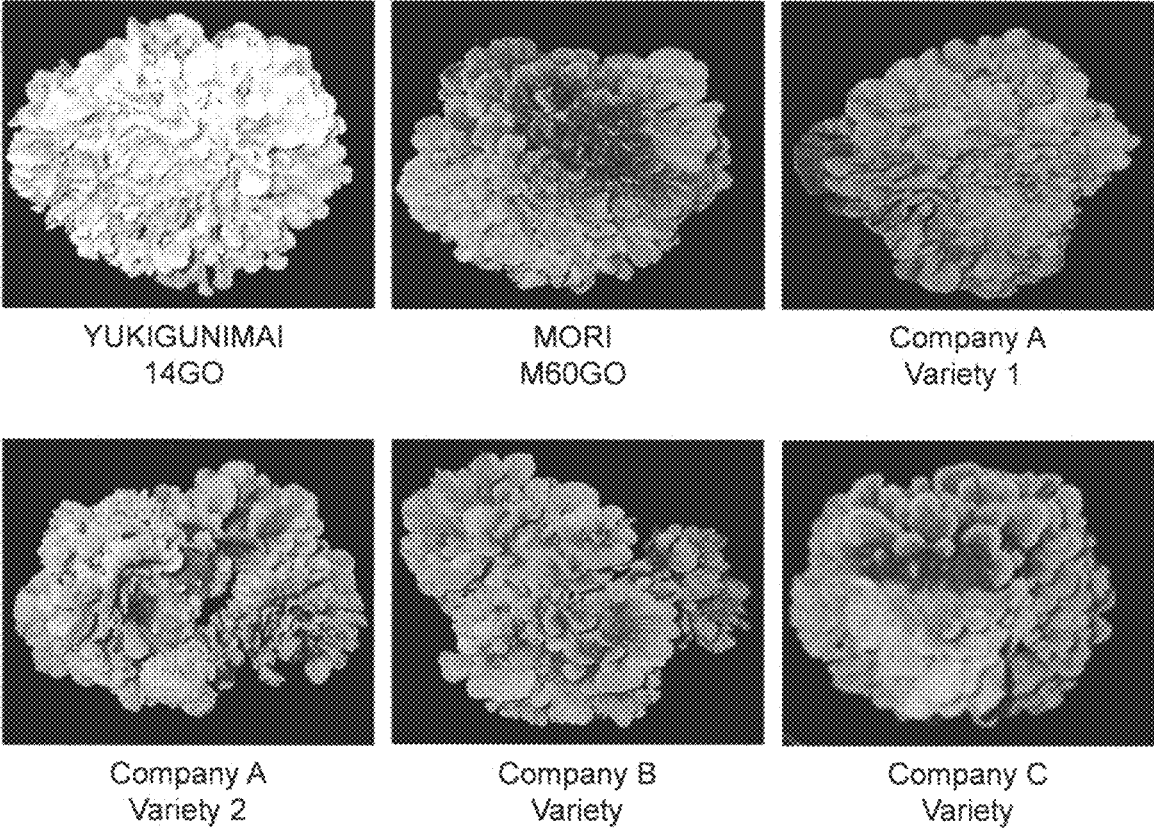 YUKIGUNIMAI
14GO
MORI
M60GO
Company A
Variety 1
Company A
Variety 2
Company B
Variety
Company C
Variety